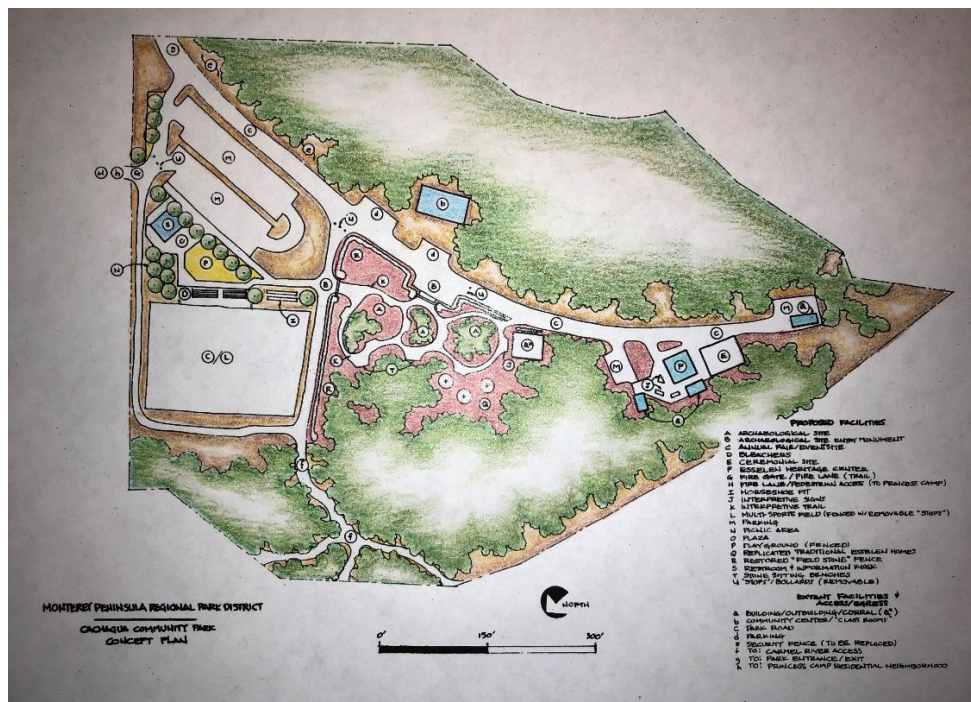 PROPOSED FACILITIES
A ARCHAEOLOGICAL SITE
B ARCHAEOLOGICAL SITE ENTRY MONUMENT
C ANNUAL FAIR/EVENT SITE
D BLEACHERS
E CEREMONIAL SITE
F ESSELEN HERITAGE CENTER
G FIRE GATE/FIRE LANE (TRAIL)
H FIRE LANE/PEDESTRIAN ACCESS (TO PRINCESS CAMP)
I HORSESHOE PIT
J INTERPRETIVE SIGNS
K INTERPRETIVE TRAIL
L MULTI-SPORTS FIELD (FENCED W/REMOVABLE "STOPS")
M PARKING
N PICNIC AREA
O PLAZA
P PLAYGROUND (FENCED)
Q REPLICATED TRADITIONAL ESSELEN HOMES
R RESTORED "FIELD STONE" FENCE
S RESTROOM & INFORMATION KIOSK
T STONE SITTING BENCHES
U "STOPS"/BOLLARDS (REMOVABLE)
EXTANT FACILITIES &
ACCESS/EGRESS
a BUILDING/OUTBUILDING/CORRAL
b COMMUNITY CENTER/"CLASS ROOMS"
c PARK ROAD
d PARKING
e SECURITY FENCE (TO BE REPLACED)
f TO: CARMEL RIVER ACCESS
g TO: PARK ENTRANCE/EXIT
h TO: PRINCESS CAMP RESIDENTIAL NEIGHBORHOOD
MONTEREY PENINSULA REGIONAL PARK DISTRICT
CACHAGUA COMMUNITY PARK
CONCEPT PLAN
NORTH
0' 150' 300'
C/L